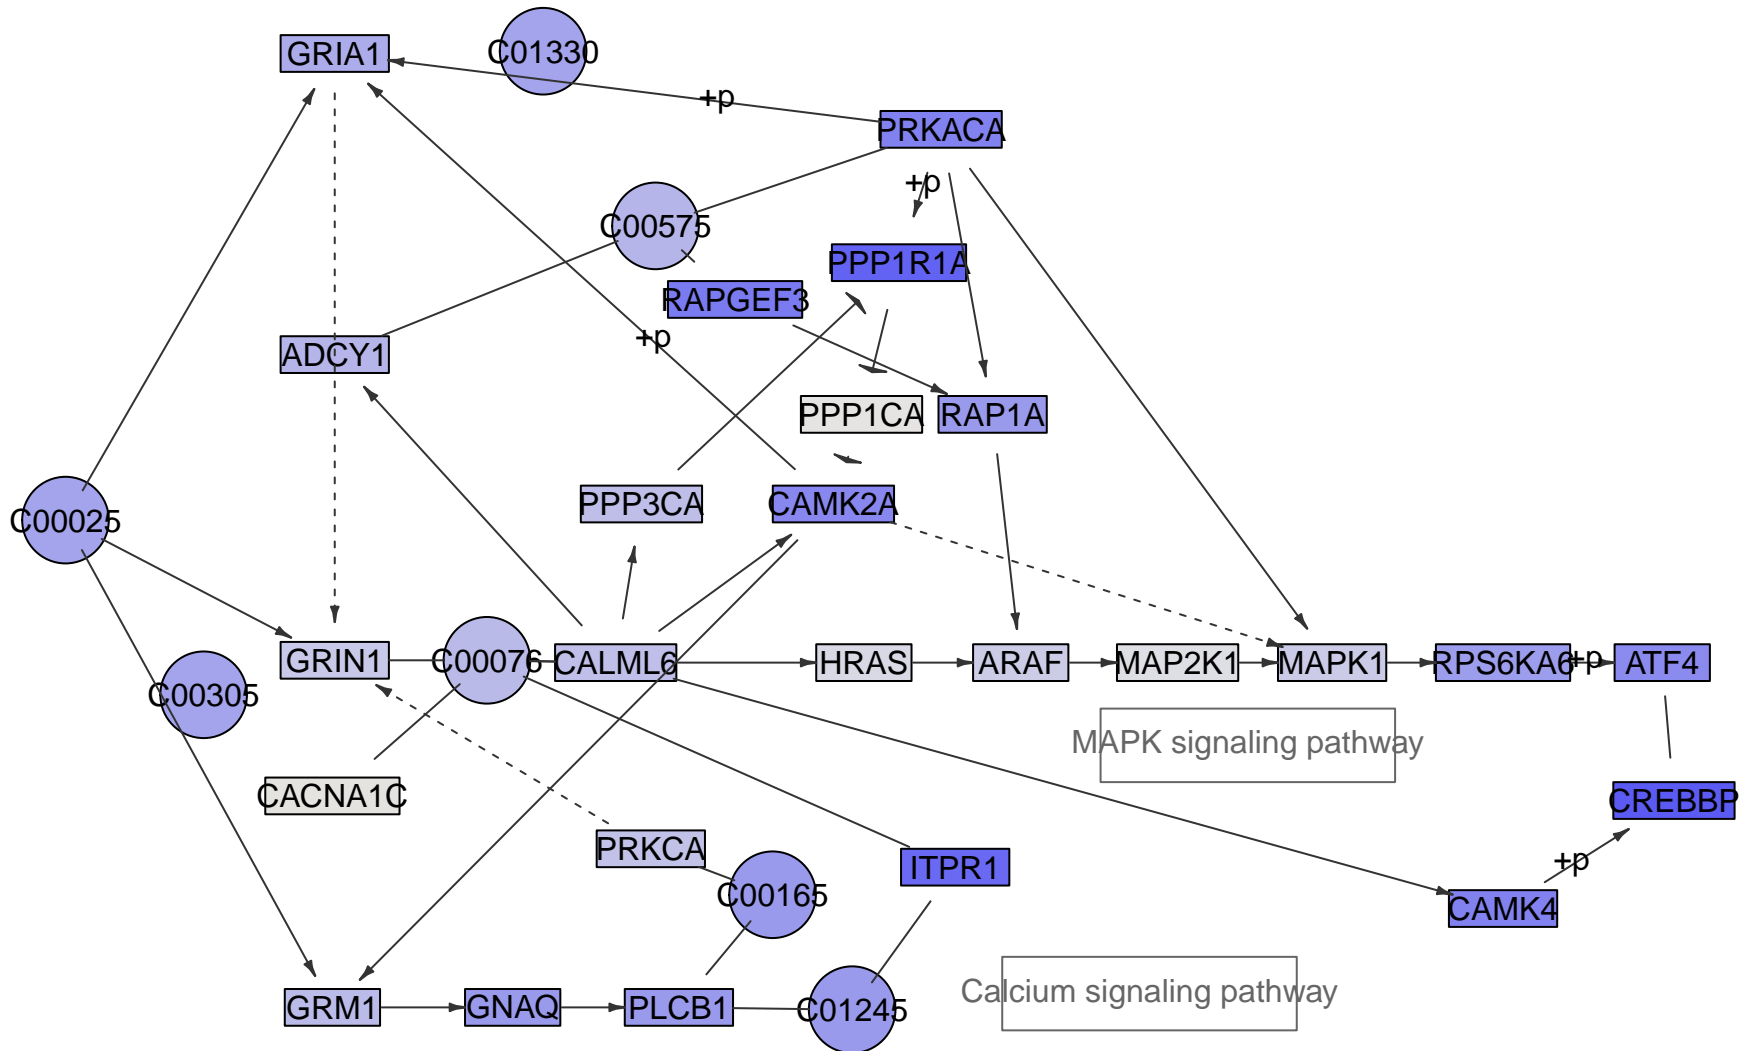 GRIA1
C01330
+p
PRKACA
+p
C00575
PPP1R1A
RAPGEF3
+p
ADCY1
PPP1CA
RAP1A
PPP3CA
CAMK2A
C00025
GRIN1
C00076
CALML6
HRAS
ARAF
MAP2K1
MAPK1
RPS6KA6
+p
ATF4
C00305
MAPK signaling pathway
CACNA1C
CREBBP
PRKCA
ITPR1
+p
C00165
CAMK4
Calcium signaling pathway
GRM1
GNAQ
PLCB1
C01245